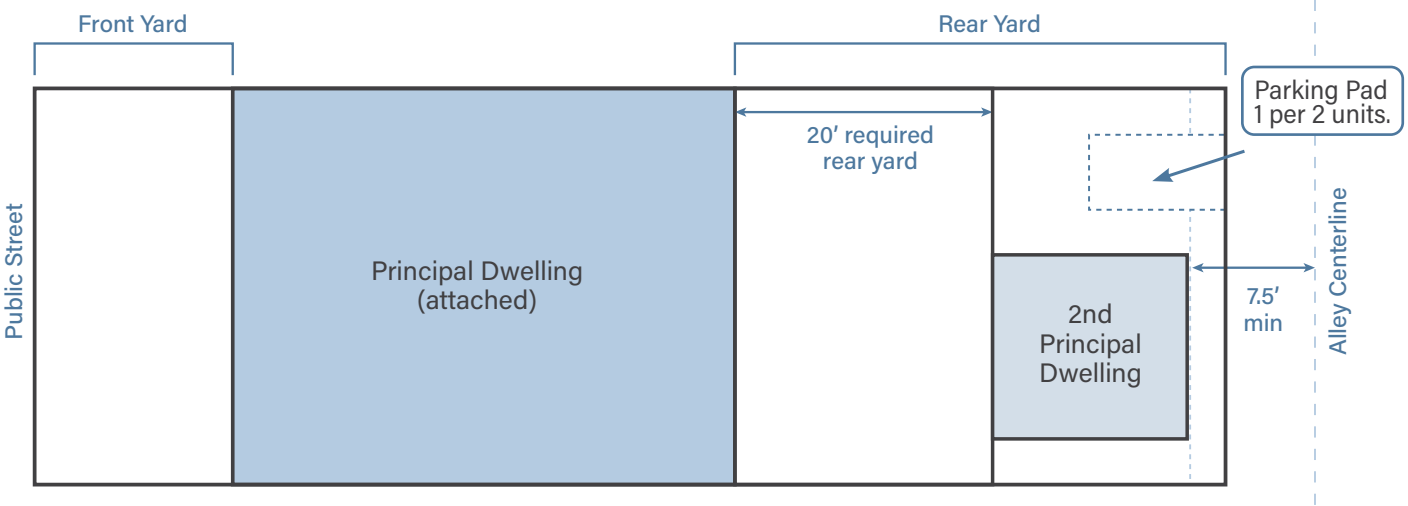 Front Yard
Rear Yard
Parking Pad
1 per 2 units.
20′ required
rear yard
Public Street
Principal Dwelling
(attached)
2nd
Principal
Dwelling
7.5′
min
Alley Centerline